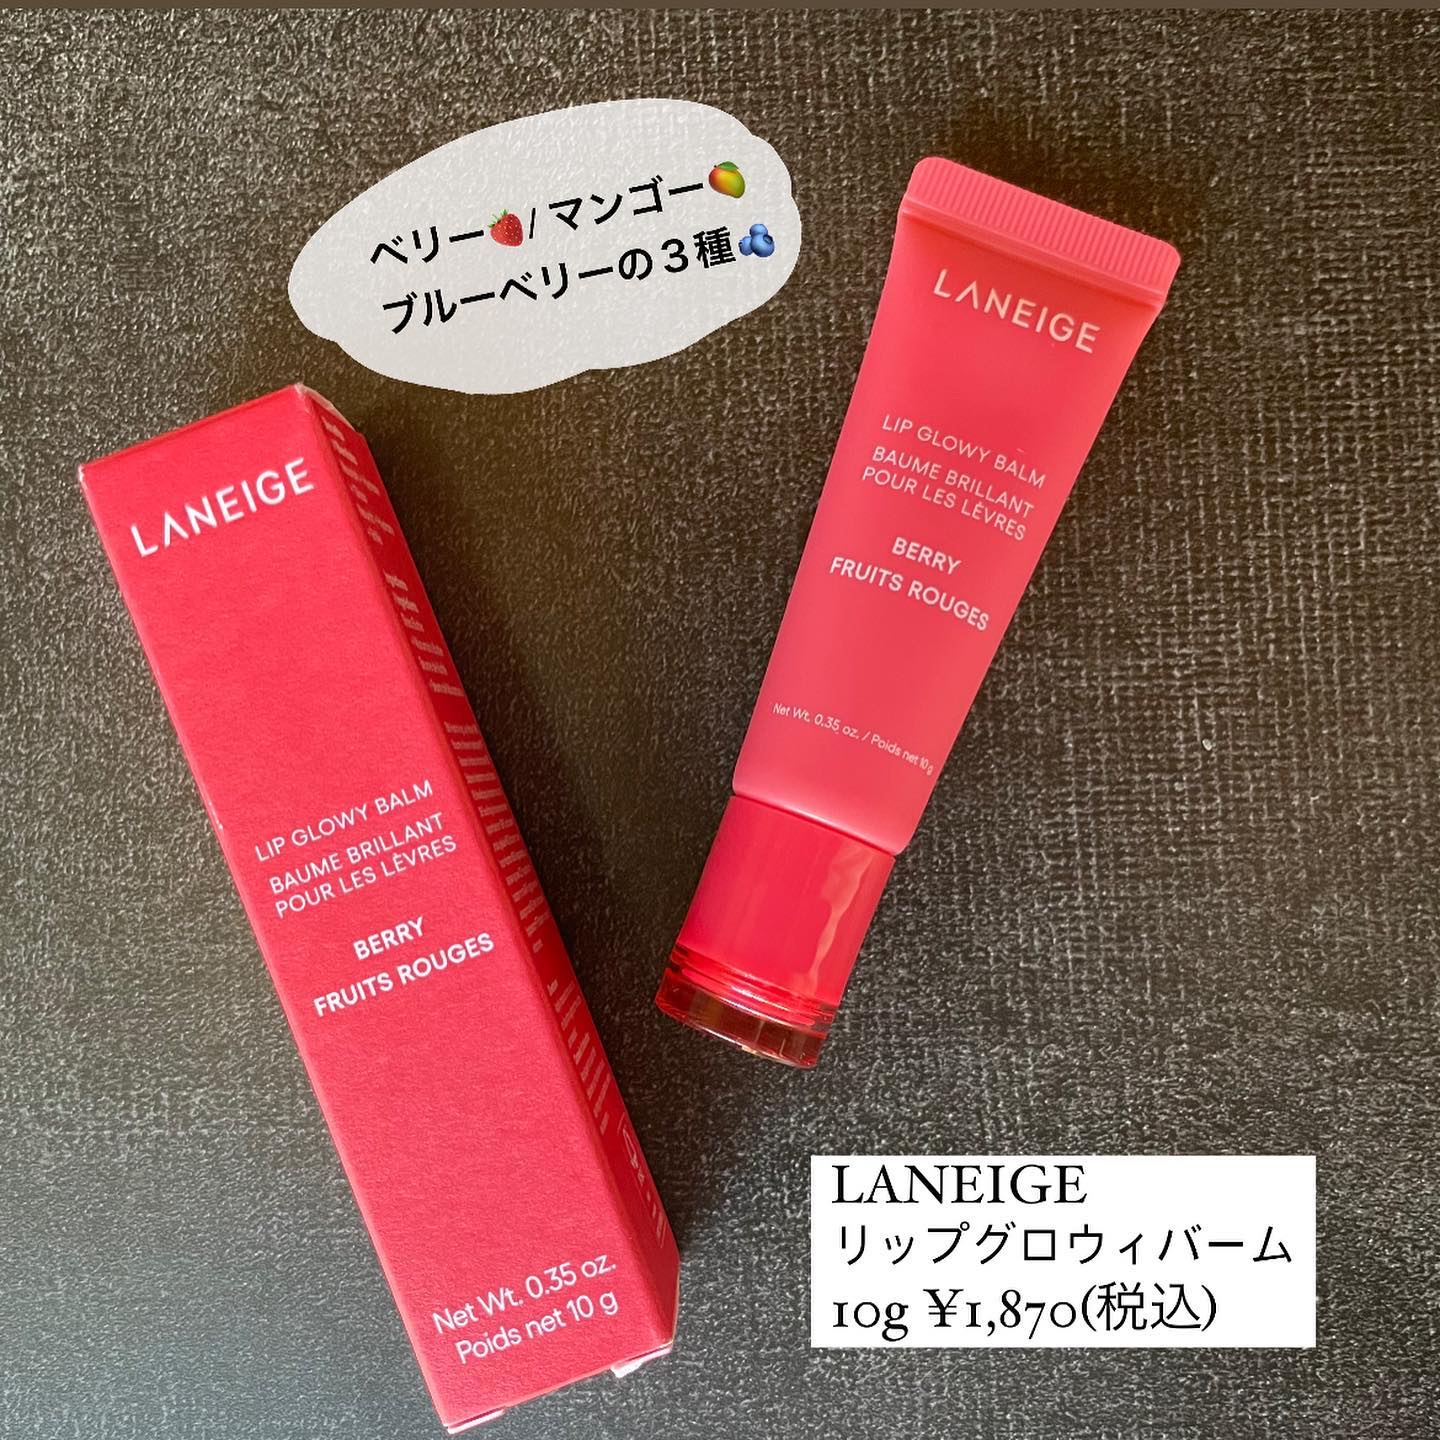 ベリー🍓/マンゴー🥭
ブルーベリーの3種🫐
LANEIGE
LIP GLOWY BALM
BAUME BRILLANT
POUR LES LÈVRES
BERRY
FRUITS ROUGES
Net Wt. 0.35 oz. / Poids net 10 g
LANEIGE
LIP GLOWY BALM
BAUME BRILLANT
POUR LES LÈVRES
BERRY
FRUITS ROUGES
Net Wt. 0.35 oz.
Poids net 10 g
LANEIGE
リップグロウィバーム
10g ¥1,870(税込)